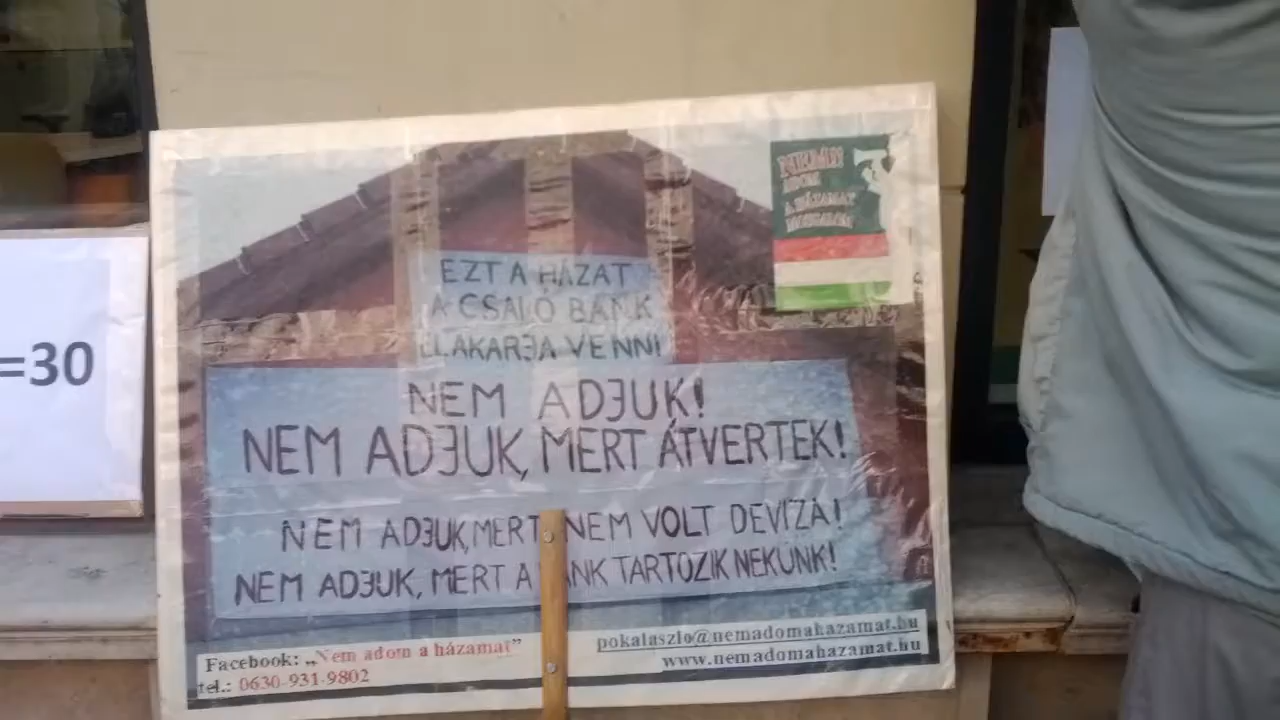 =30
A HÁZAMAT
EZT A HÁZAT
A CSALÓ BANK
ELAKARJA VENNI
NEM ADJUK!
NEM ADJUK, MERT ÁTVERTEK!
NEM ADJUK, MERT NEM VOLT DEVIZA!
NEM ADJUK, MERT A BANK TARTOZIK NEKÜNK!
Facebook: „Nem adom a házamat”
tel.: 0630-931-9802
pokalaszlo@nemadomahazamat.hu
www.nemadomahazamat.hu